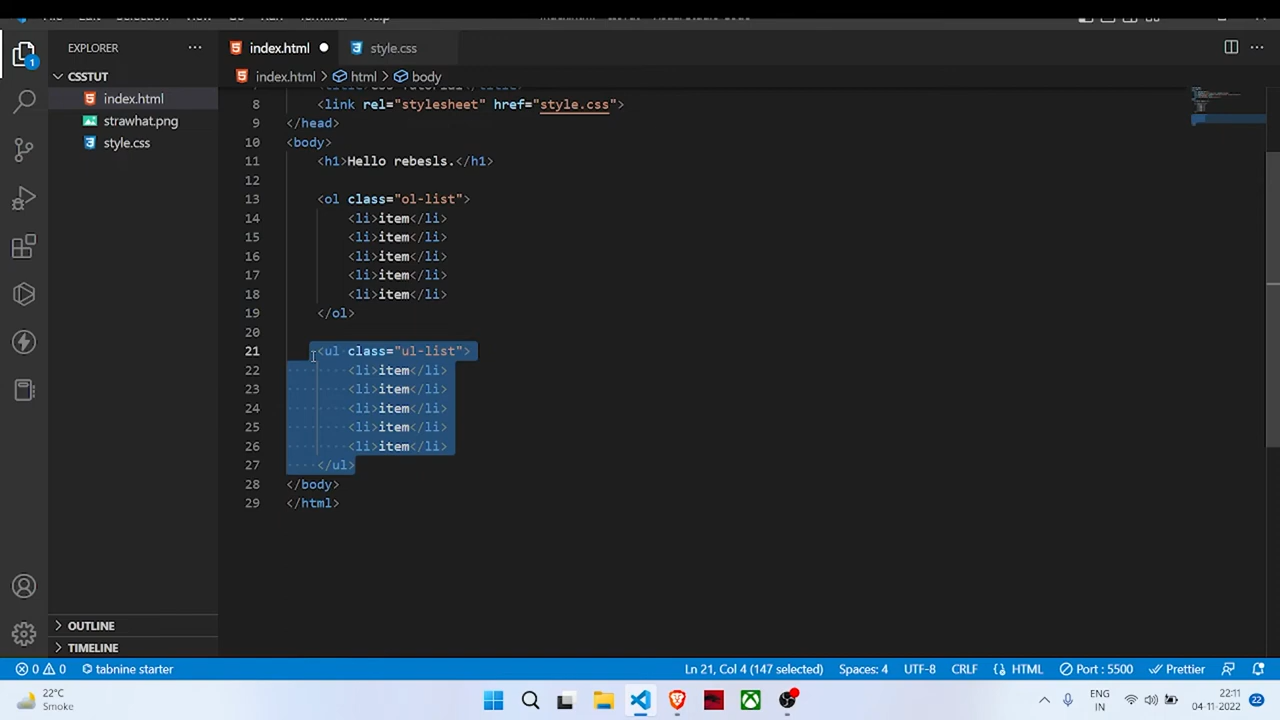 EXPLORER
CSSTUT
index.html
strawhat.png
style.css
OUTLINE
TIMELINE
index.html
style.css
index.html > html > body
8 <link rel="stylesheet" href="style.css">
9 </head>
10 <body>
11 <h1>Hello rebesls.</h1>
12
13 <ol class="ol-list">
14 <li>item</li>
15 <li>item</li>
16 <li>item</li>
17 <li>item</li>
18 <li>item</li>
19 </ol>
20
21 <ul class="ul-list">
22 <li>item</li>
23 <li>item</li>
24 <li>item</li>
25 <li>item</li>
26 <li>item</li>
27 </ul>
28 </body>
29 </html>
1
0 0 tabnine starter Ln 21, Col 4 (147 selected) Spaces: 4 UTF-8 CRLF HTML Port : 5500 Prettier
22°C
Smoke
ENG
IN
22:11
04-11-2022
22